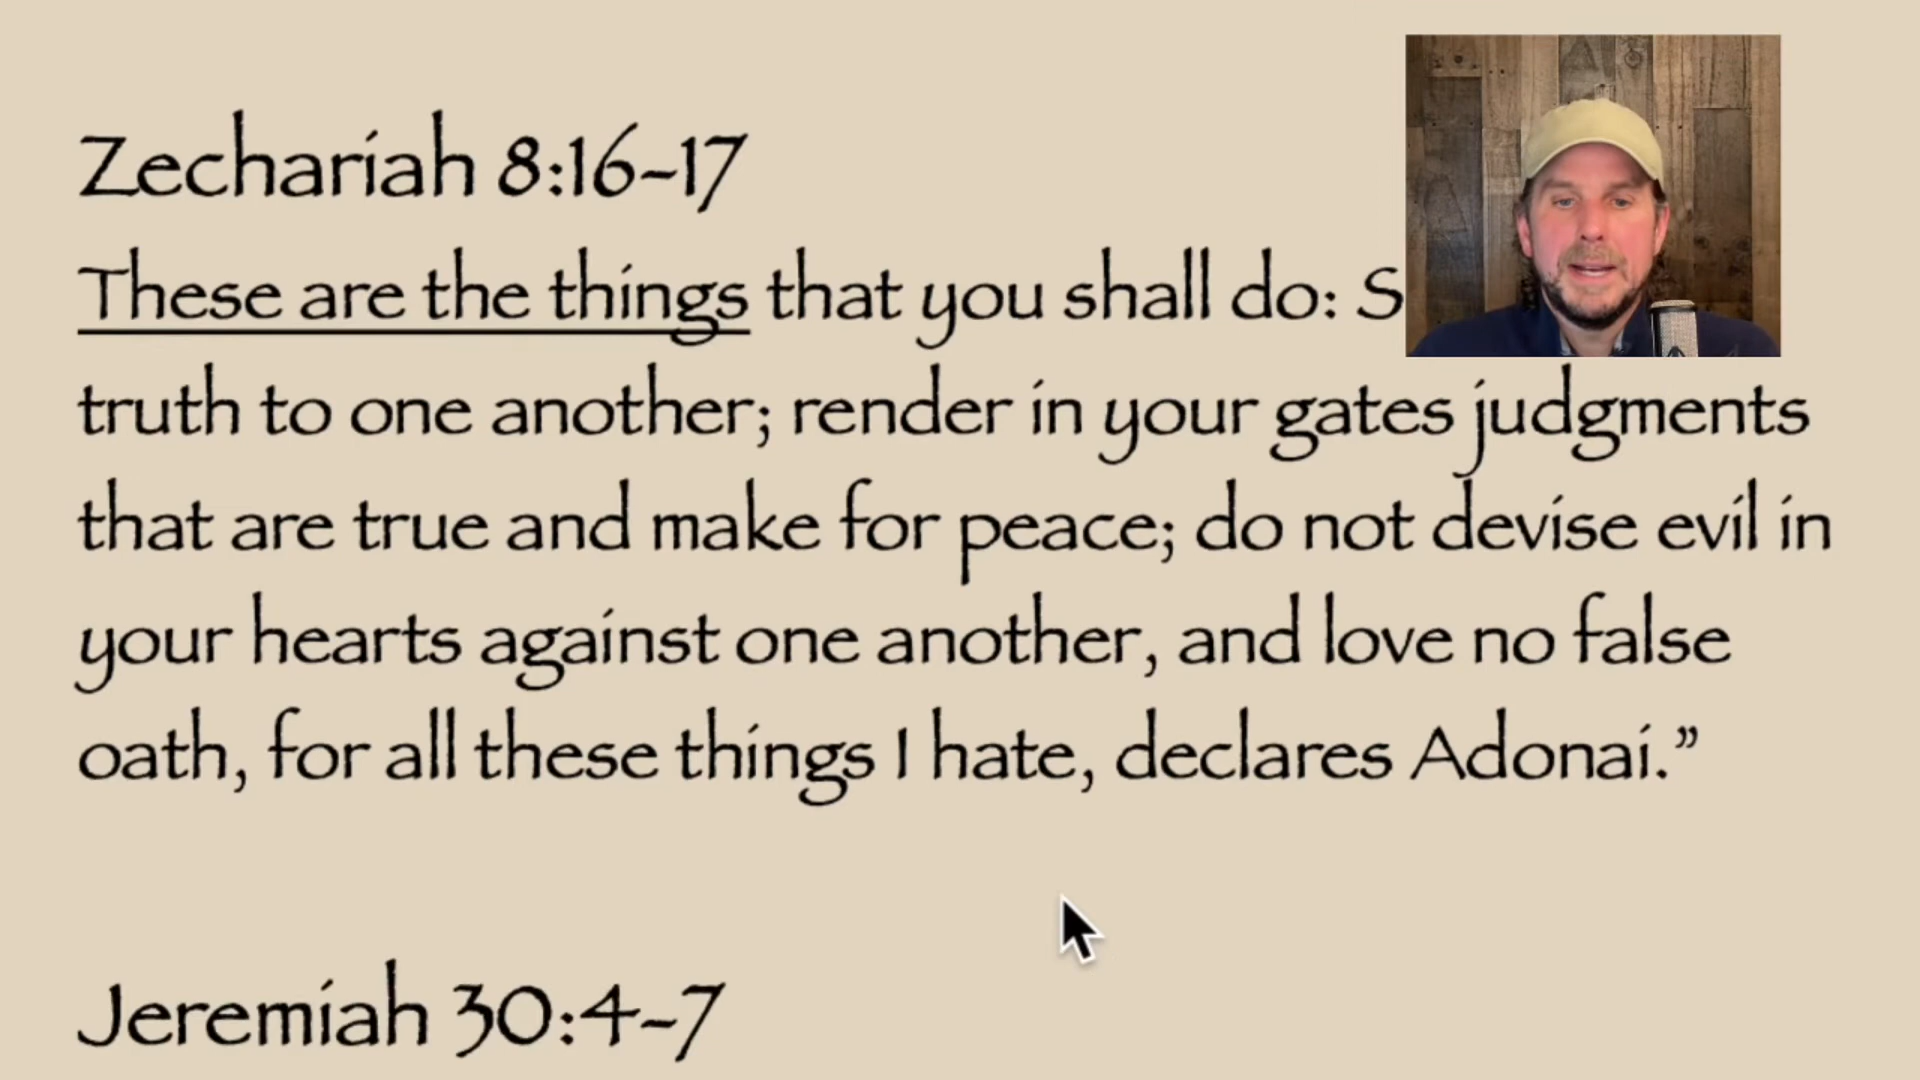 Zechariah 8:16-17
These are the things that you shall do: S
truth to one another; render in your gates judgments
that are true and make for peace; do not devise evil in
your hearts against one another, and love no false
oath, for all these things I hate, declares Adonai.”
Jeremiah 30:4-7